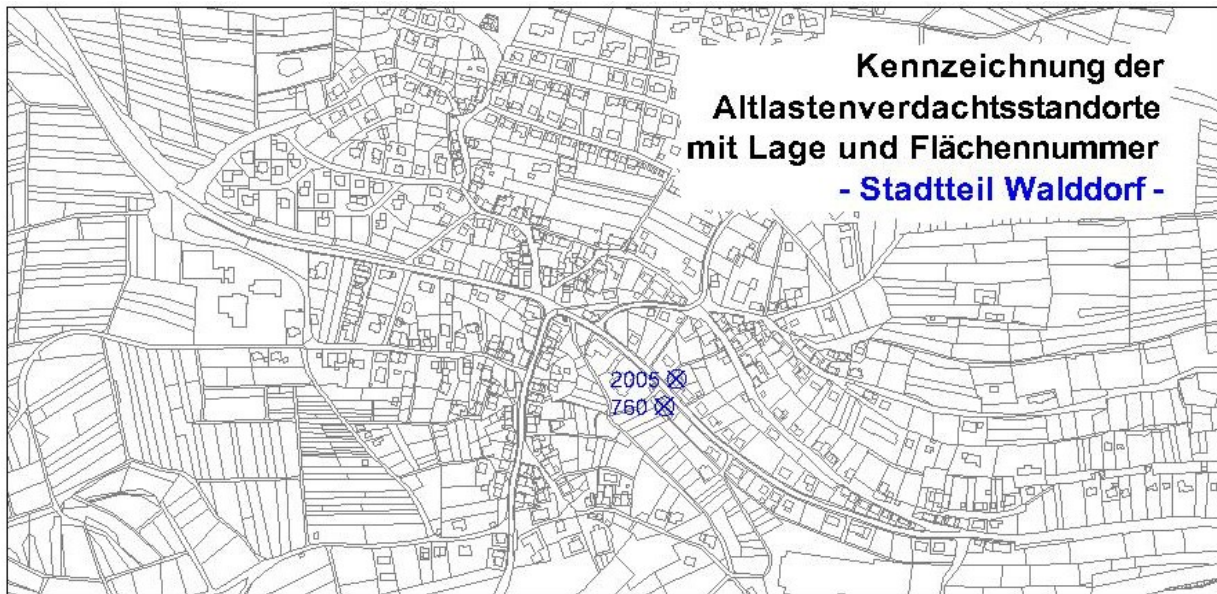 Kennzeichnung der
Altlastenverdachtsstandorte
mit Lage und Flächennummer
- Stadtteil Walddorf -
2005
760